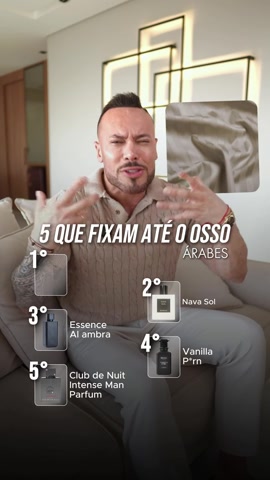 5 QUE FIXAM ATÉ O OSSO
ÁRABES
1°
2°
Nava Sol
3°
Essence
Al ambra
4°
Vanilla
P*rn
5°
Club de Nuit
Intense Man
Parfum